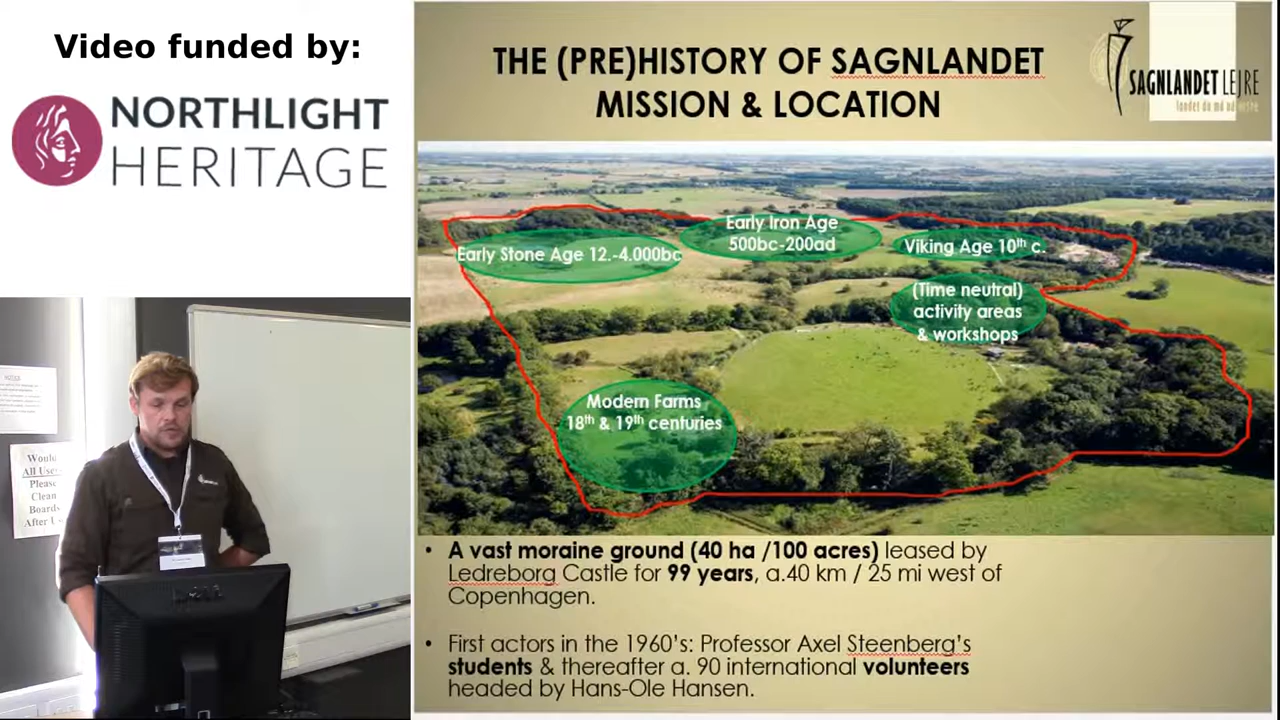 Video funded by:
NORTHLIGHT
HERITAGE
Would
All Use
Please
Clean
Boards
After U
THE (PRE)HISTORY OF SAGNLANDET
MISSION & LOCATION
SAGNLANDET LEJRE
landet du må
Early Stone Age 12.-4.000bc
Early Iron Age
500bc-200ad
Viking Age 10th c.
(Time neutral)
activity areas
& workshops
Modern Farms
18th & 19th centuries
• A vast moraine ground (40 ha /100 acres) leased by
Ledreborg Castle for 99 years, a.40 km / 25 mi west of
Copenhagen.
• First actors in the 1960’s: Professor Axel Steenberg’s
students & thereafter a. 90 international volunteers
headed by Hans-Ole Hansen.